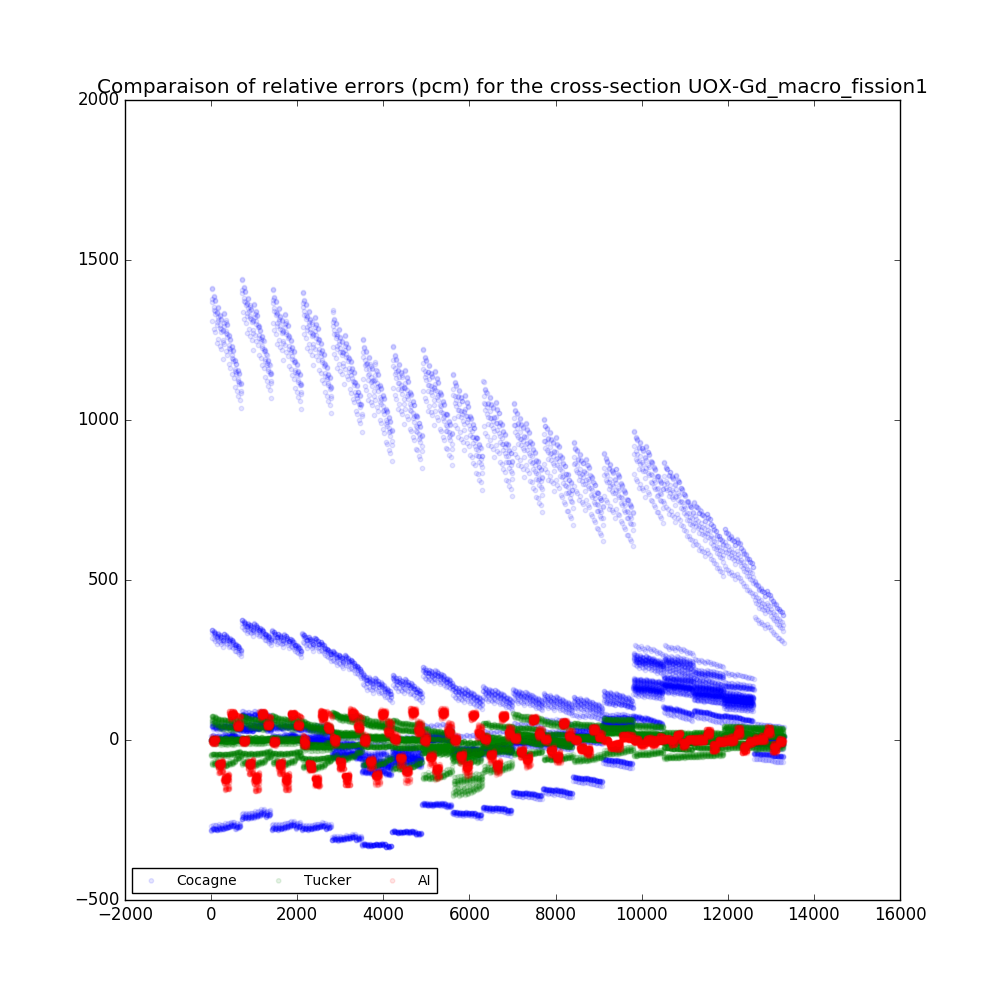 Comparaison of relative errors (pcm) for the cross-section UOX-Gd_macro_fission1
2000
1500
1000
500
0
−500
Cocagne Tucker AI
−2000 0 2000 4000 6000 8000 10000 12000 14000 16000